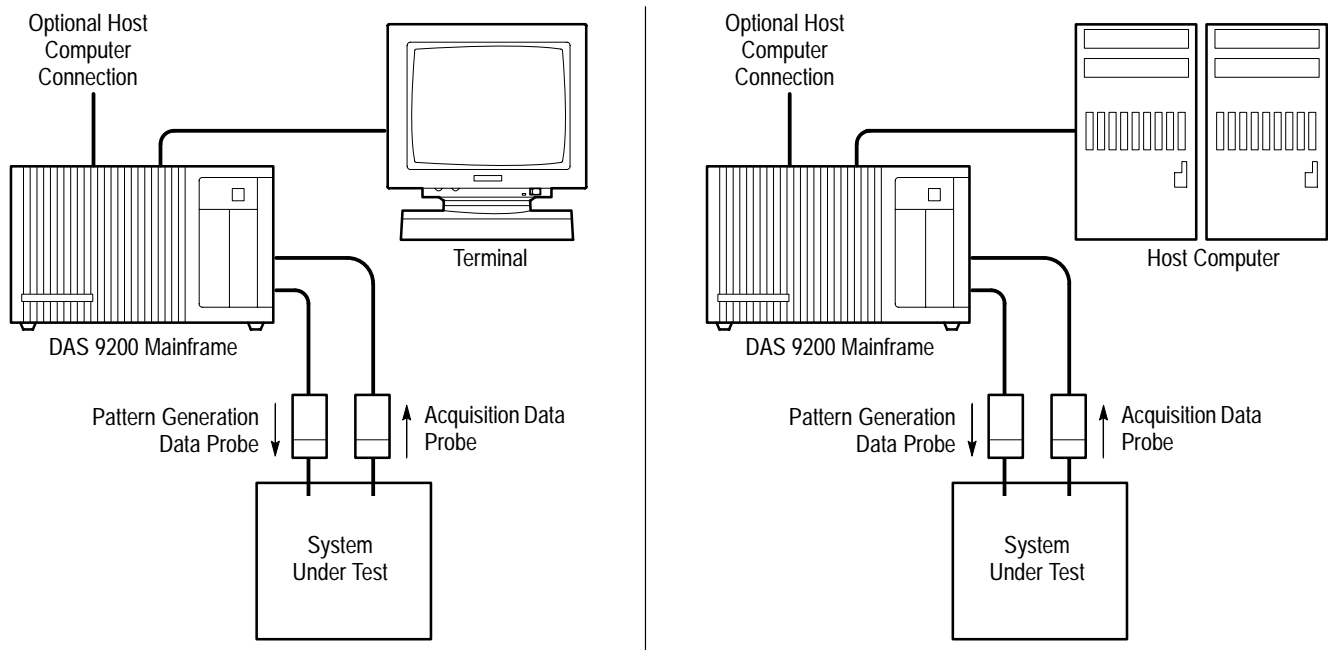 Optional Host
Computer
Connection
Terminal
DAS 9200 Mainframe
Pattern Generation
Data Probe
Acquisition Data
Probe
System
Under Test
Optional Host
Computer
Connection
Host Computer
DAS 9200 Mainframe
Pattern Generation
Data Probe
Acquisition Data
Probe
System
Under Test